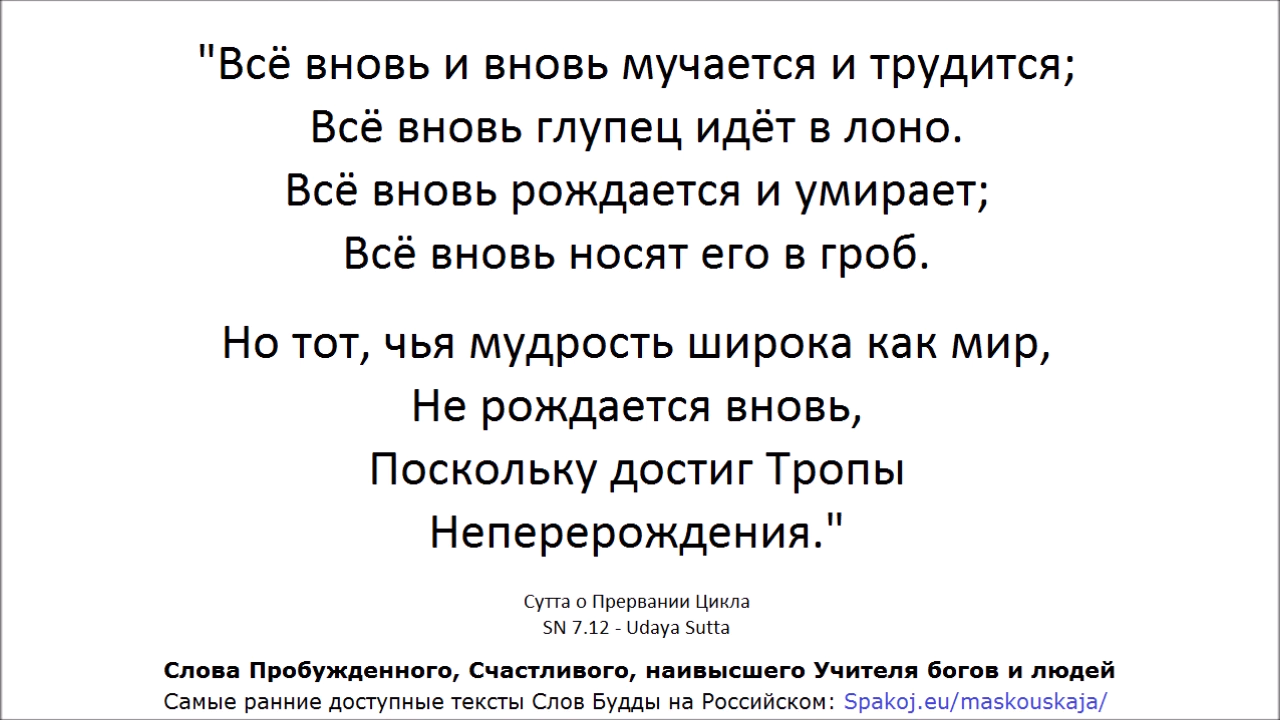 "Всё вновь и вновь мучается и трудится;
Всё вновь глупец идёт в лоно.
Всё вновь рождается и умирает;
Всё вновь носят его в гроб.
Но тот, чья мудрость широка как мир,
Не рождается вновь,
Поскольку достиг Тропы
Неперерождения."
Сутта о Прервании Цикла
SN 7.12 - Udaya Sutta
Слова Пробужденного, Счастливого, наивысшего Учителя богов и людей
Самые ранние доступные тексты Слов Будды на Российском: Spakoj.eu/maskouskaja/